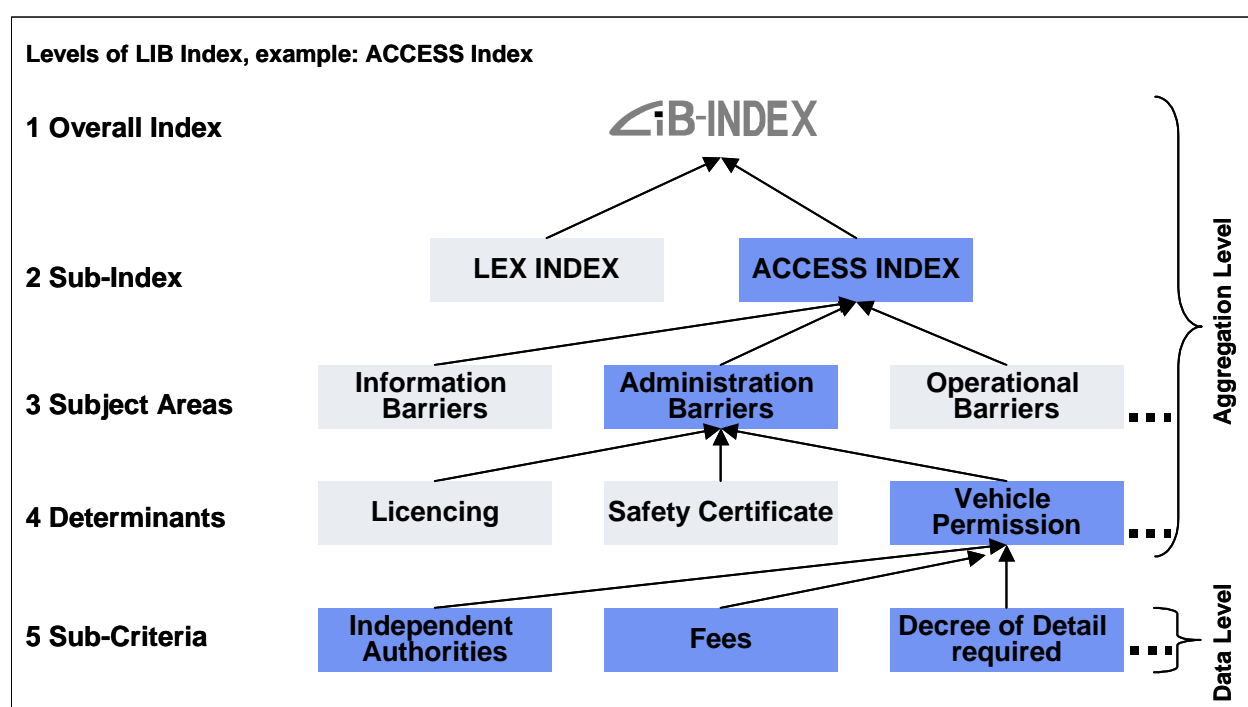 Levels of LIB Index, example: ACCESS Index
1 Overall Index
LiB-INDEX
2 Sub-Index
LEX INDEX
ACCESS INDEX
3 Subject Areas
Information
Barriers
Administration
Barriers
Operational
Barriers
4 Determinants
Licencing
Safety Certificate
Vehicle
Permission
5 Sub-Criteria
Independent
Authorities
Fees
Decree of Detail
required
Aggregation Level
Data Level